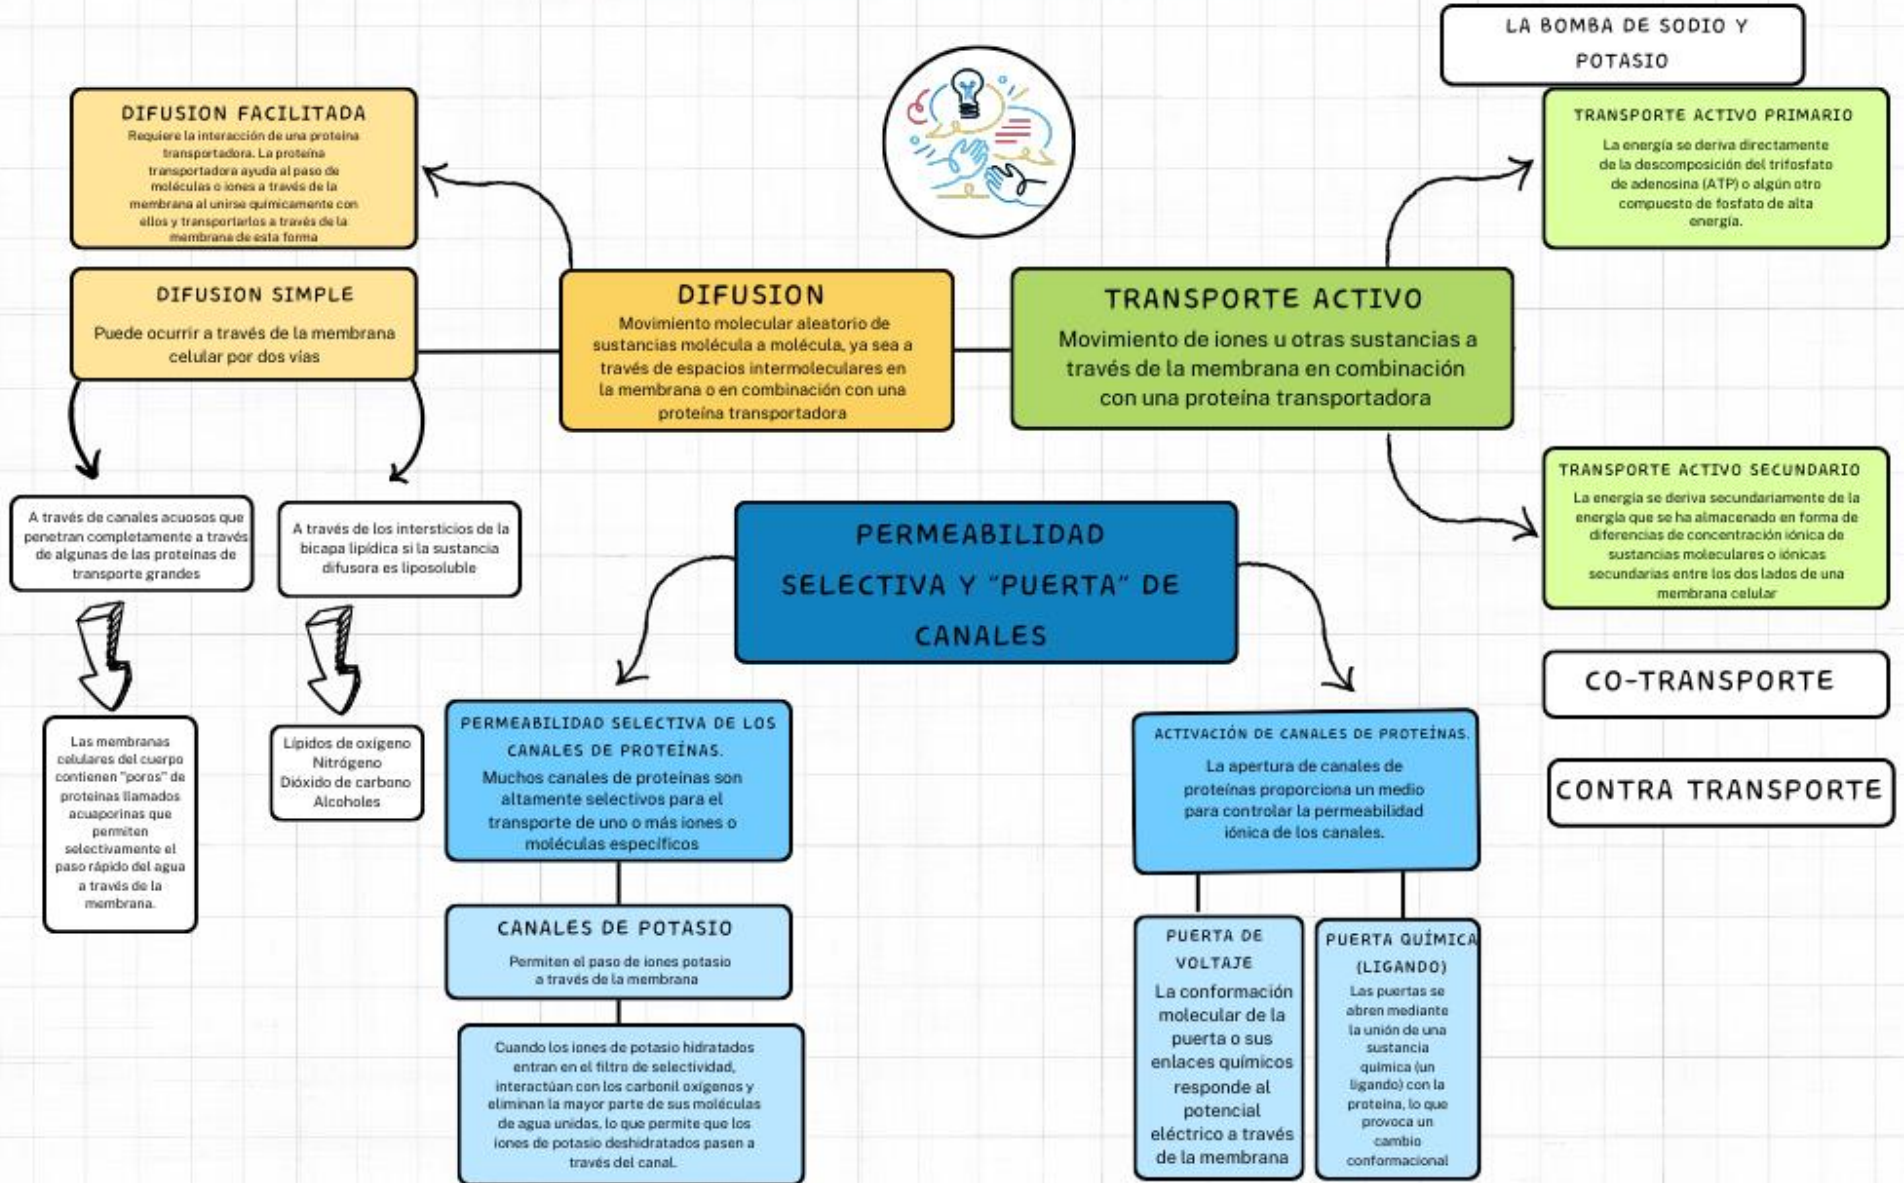 LA BOMBA DE SODIO Y
POTASIO
DIFUSION FACILITADA
Requiere la interacción de una proteína
transportadora. La proteína
transportadora ayuda al paso de
moléculas o iones a través de la
membrana al unirse químicamente con
ellos y transportarlos a través de la
membrana de esta forma
TRANSPORTE ACTIVO PRIMARIO
La energía se deriva directamente
de la descomposición del trifosfato
de adenosina (ATP) o algún otro
compuesto de fosfato de alta
energía.
DIFUSION SIMPLE
Puede ocurrir a través de la membrana
celular por dos vías
DIFUSION
Movimiento molecular aleatorio de
sustancias molécula a molécula, ya sea a
través de espacios intermoleculares en
la membrana o en combinación con una
proteína transportadora
TRANSPORTE ACTIVO
Movimiento de iones u otras sustancias a
través de la membrana en combinación
con una proteína transportadora
TRANSPORTE ACTIVO SECUNDARIO
La energía se deriva secundariamente de la
energía que se ha almacenado en forma de
diferencias de concentración iónica de
sustancias moleculares o iónicas
secundarias entre los dos lados de una
membrana celular
A través de canales acuosos que
penetran completamente a través
de algunas de las proteínas de
transporte grandes
A través de los intersticios de la
bicapa lipídica si la sustancia
difusora es liposoluble
PERMEABILIDAD
SELECTIVA Y "PUERTA" DE
CANALES
CO-TRANSPORTE
CONTRA TRANSPORTE
Las membranas
celulares del cuerpo
contienen "poros" de
proteínas llamados
acuaporinas que
permiten
selectivamente el
paso rápido del agua
a través de la
membrana.
Lípidos de oxígeno
Nitrógeno
Dióxido de carbono
Alcoholes
PERMEABILIDAD SELECTIVA DE LOS
CANALES DE PROTEÍNAS.
Muchos canales de proteínas son
altamente selectivos para el
transporte de uno o más iones o
moléculas específicos
ACTIVACIÓN DE CANALES DE PROTEÍNAS.
La apertura de canales de
proteínas proporciona un medio
para controlar la permeabilidad
iónica de los canales.
CANALES DE POTASIO
Permiten el paso de iones potasio
a través de la membrana
Cuando los iones de potasio hidratados
entran en el filtro de selectividad,
interactúan con los carbonil oxígenos y
eliminan la mayor parte de sus moléculas
de agua unidas, lo que permite que los
iones de potasio deshidratados pasen a
través del canal.
PUERTA DE
VOLTAJE
La conformación
molecular de la
puerta o sus
enlaces químicos
responde al
potencial
eléctrico a través
de la membrana
PUERTA QUÍMICA
(LIGANDO)
Las puertas se
abren mediante
la unión de una
sustancia
química (un
ligando) con la
proteína, lo que
provoca un
cambio
conformacional